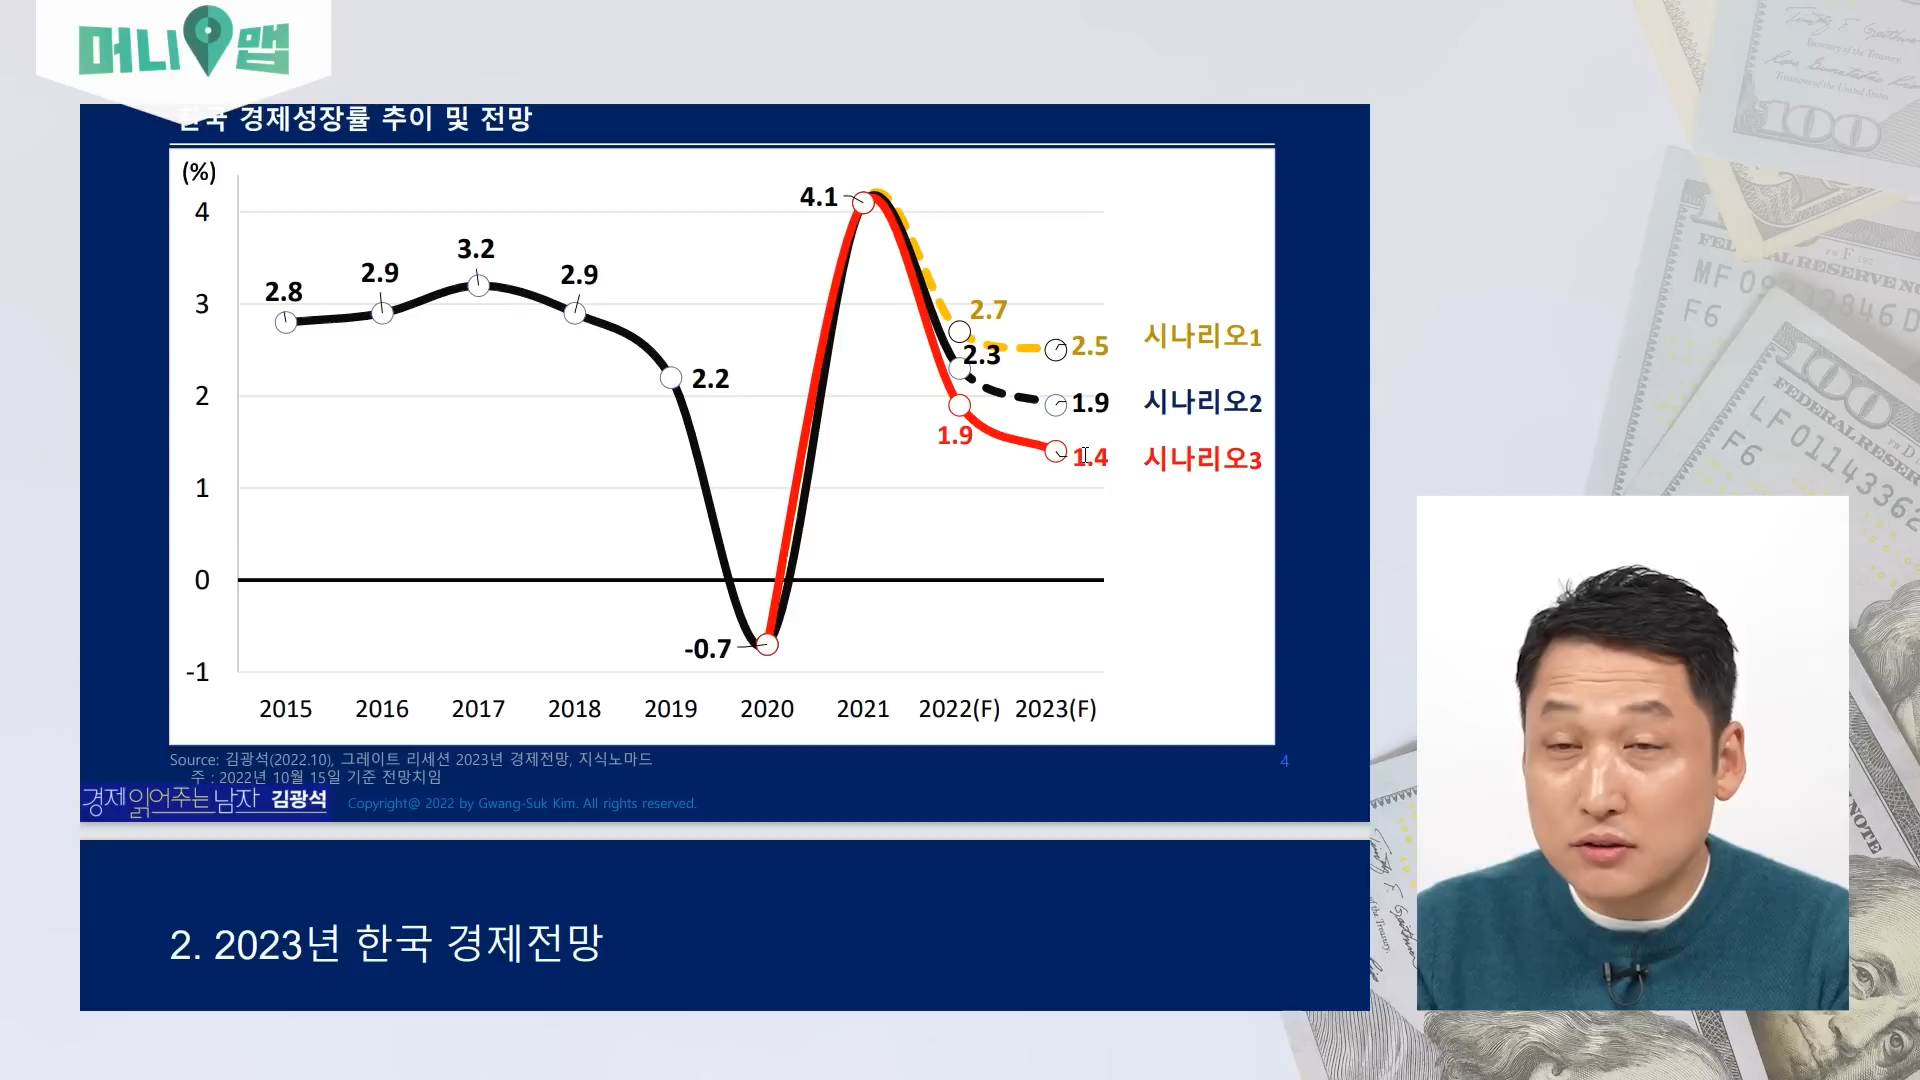 머니맵
한국 경제성장률 추이 및 전망
(%)
4
3
2
1
0
-1
2.8
2.9
3.2
2.9
2.2
-0.7
4.1
2.7
2.5
2.3
1.9
1.9
1.4
시나리오1
시나리오2
시나리오3
2015 2016 2017 2018 2019 2020 2021 2022(F) 2023(F)
Source: 김광석(2022.10), 그레이트 리세션 2023년 경제전망, 지식노마드
주 : 2022년 10월 15일 기준 전망치임
4
경제읽어주는남자 김광석
Copyright@ 2022 by Gwang-Suk Kim. All rights reserved.
2. 2023년 한국 경제전망
100
LF 01143362
F6
F6